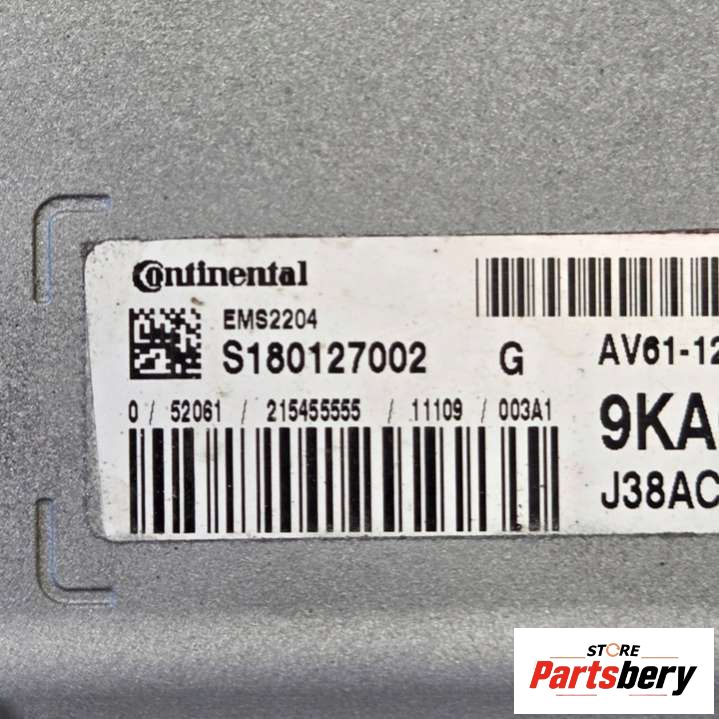 Continental
EMS2204
S180127002 G
AV61-12
0 / 52061 / 215455555 / 11109 / 003A1
9KA
J38AC
STORE
Partsbery